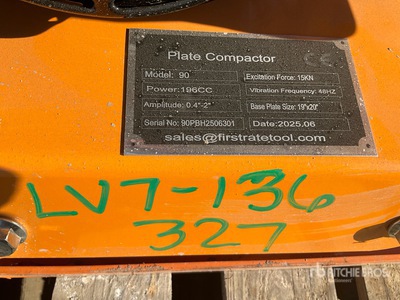 Plate Compactor CE
Model: 90 Excitation Force: 15KN
Power: 196CC Vibration Frequency: 48HZ
Amplitude: 0.4"-2" Base Plate Size: 19"x20"
Serial No: 90PBH2506301 Date: 2025.06
sales@firstratetool.com
LV7-136
327
RITCHIE BROS.
Auctioneers